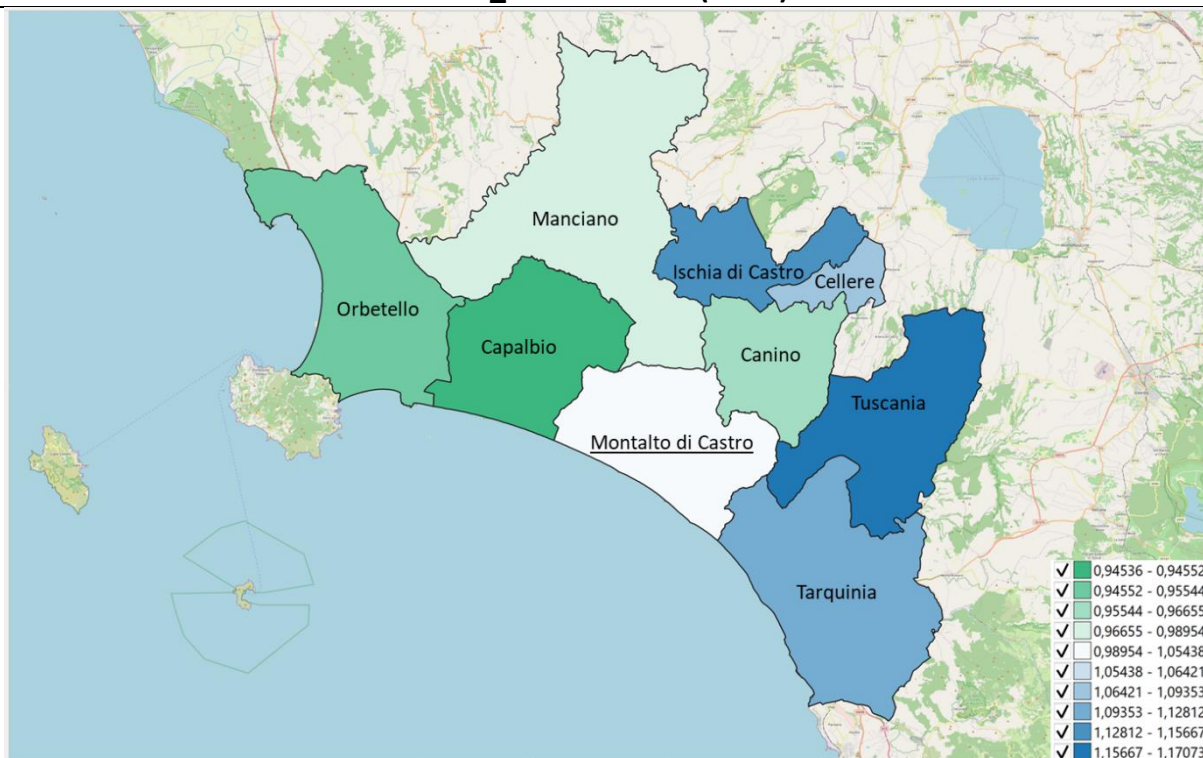 Manciano
Ischia di Castro
Cellere
Orbetello
Capalbio
Canino
Tuscania
Montalto di Castro
Tarquinia
0,94536 - 0,94552
0,94552 - 0,95544
0,95544 - 0,96655
0,96655 - 0,98954
0,98954 - 1,05438
1,05438 - 1,06421
1,06421 - 1,09353
1,09353 - 1,12812
1,12812 - 1,15667
1,15667 - 1,17073